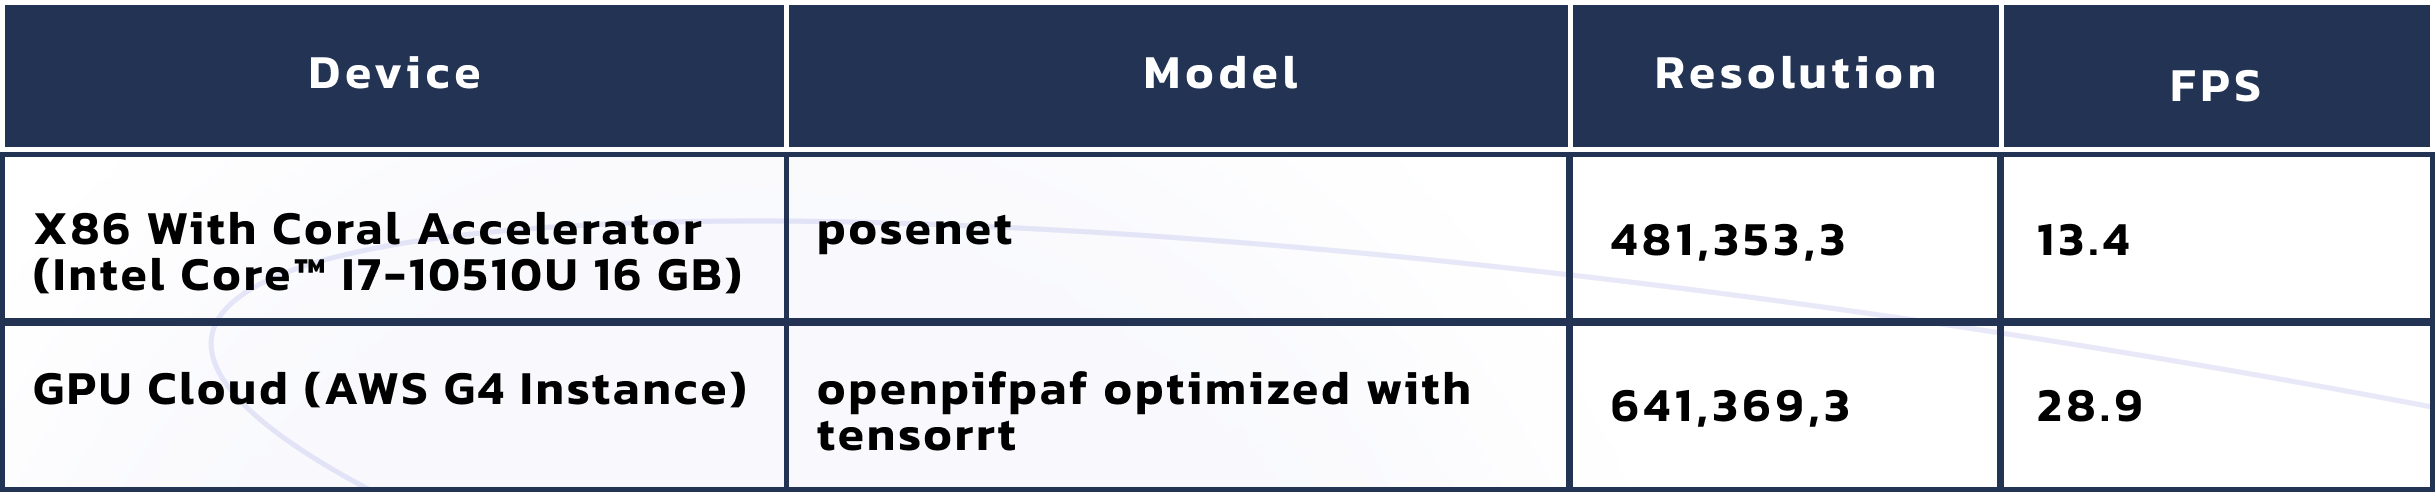 Device Model Resolution FPS
X86 With Coral Accelerator posenet 481,353,3 13.4
(Intel Core™ I7-10510U 16 GB)
GPU Cloud (AWS G4 Instance) openpifpaf optimized with 641,369,3 28.9
tensorrt